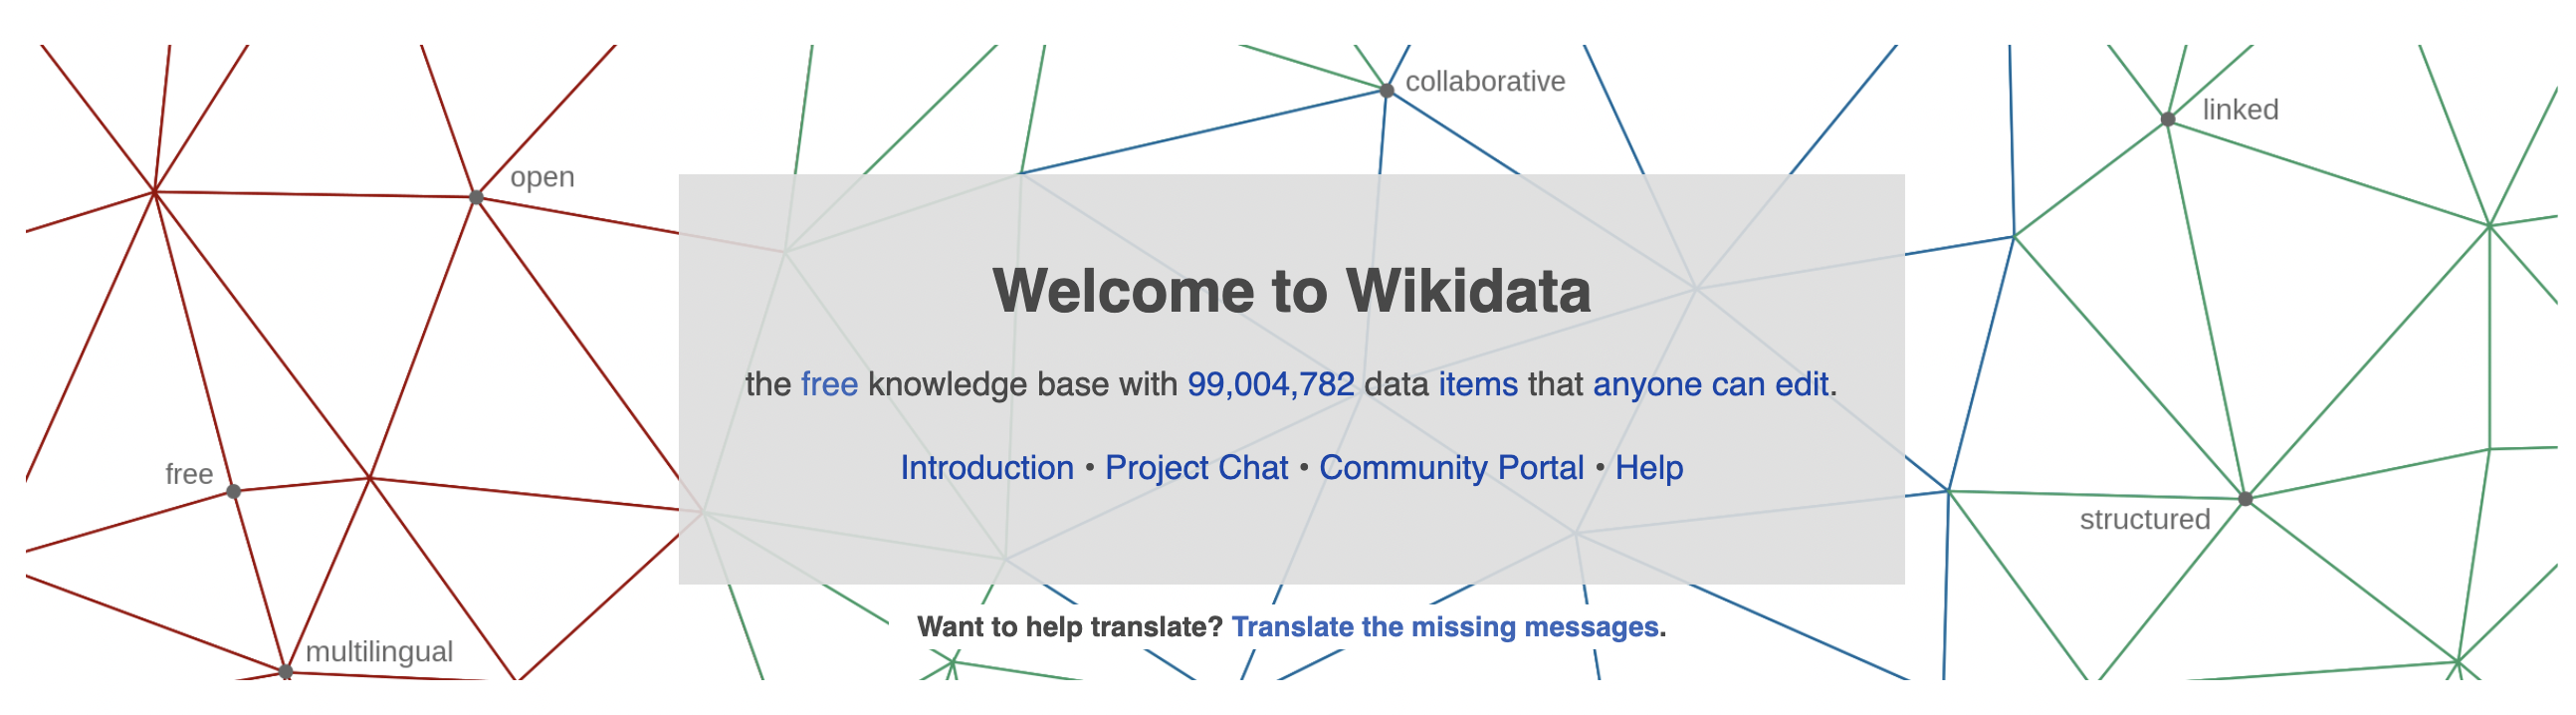 collaborative
linked
open
Welcome to Wikidata
the free knowledge base with 99,004,782 data items that anyone can edit.
Introduction • Project Chat • Community Portal • Help
free
structured
Want to help translate? Translate the missing messages.
multilingual